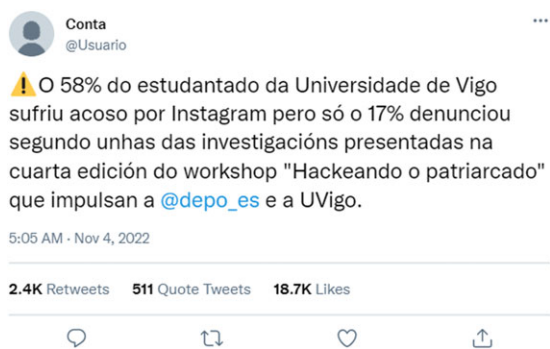 Conta
@Usuario
⚠️O 58% do estudantado da Universidade de Vigo
sufriu acoso por Instagram pero só o 17% denunciou
segundo unhas das investigacións presentadas na
cuarta edición do workshop "Hackeando o patriarcado"
que impulsan a @depo_es e a UVigo.
5:05 AM · Nov 4, 2022
2.4K Retweets 511 Quote Tweets 18.7K Likes